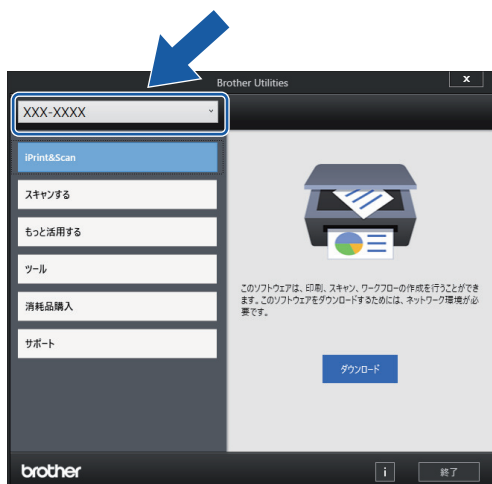 Brother Utilities
X
XXX-XXXX
iPrint&Scan
スキャンする
もっと活用する
ツール
消耗品購入
サポート
このソフトウェアは、印刷、スキャン、ワークフローの作成を行うことができ
ます。このソフトウェアをダウンロードするためには、ネットワーク環境が必
要です。
ダウンロード
brother
i
終了